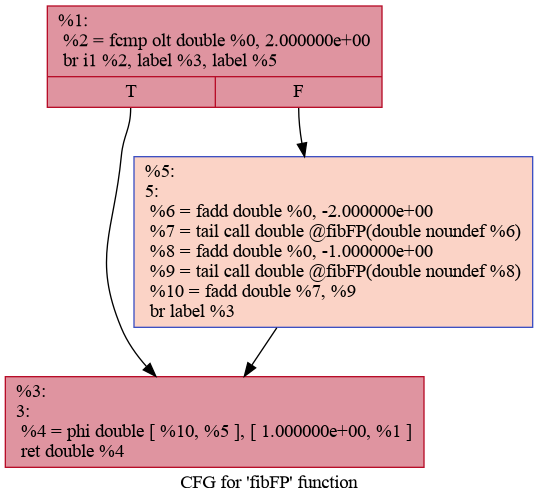 %1:
%2 = fcmp olt double %0, 2.000000e+00
br i1 %2, label %3, label %5
T
F
%5:
5:
%6 = fadd double %0, -2.000000e+00
%7 = tail call double @fibFP(double noundef %6)
%8 = fadd double %0, -1.000000e+00
%9 = tail call double @fibFP(double noundef %8)
%10 = fadd double %7, %9
br label %3
%3:
3:
%4 = phi double [ %10, %5 ], [ 1.000000e+00, %1 ]
ret double %4
CFG for 'fibFP' function